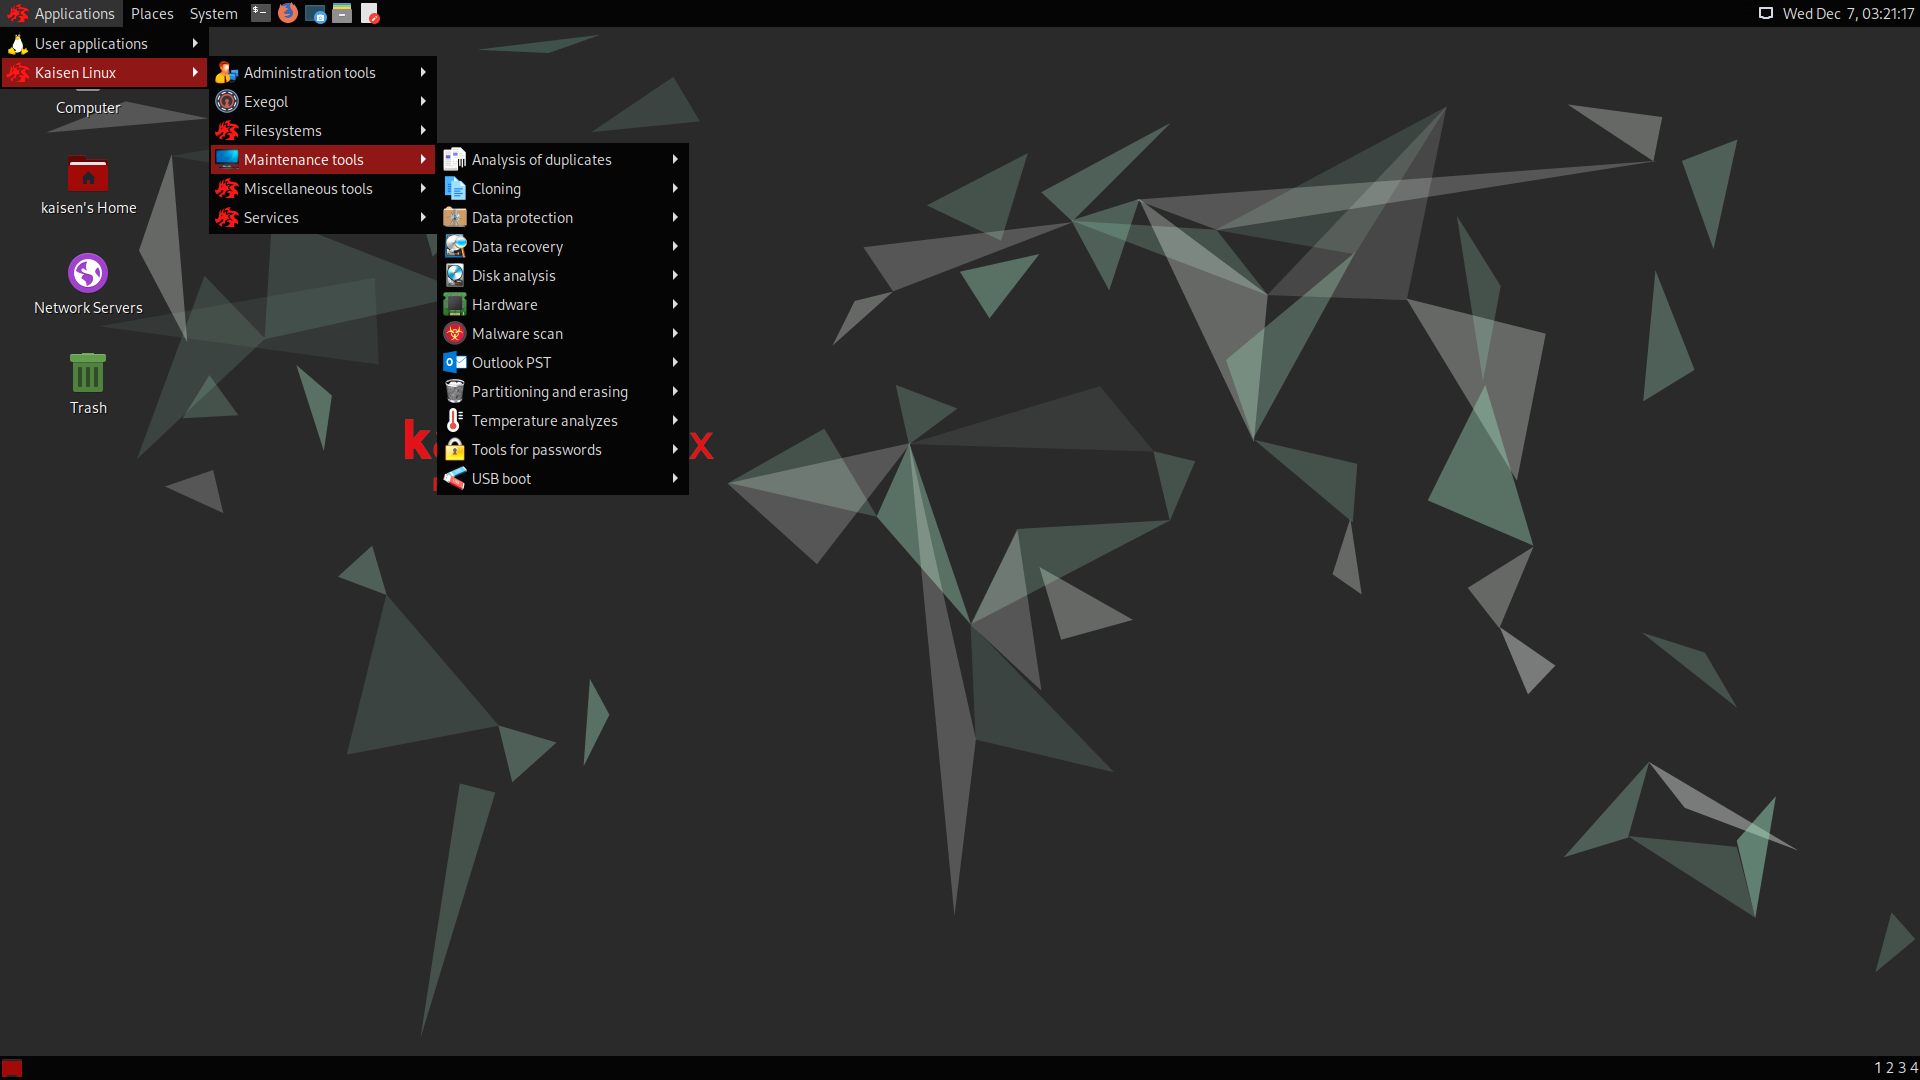 Applications Places System Wed Dec 7, 03:21:17
User applications
Kaisen Linux
Administration tools
Exegol
Filesystems
Maintenance tools
Miscellaneous tools
Services
Analysis of duplicates
Cloning
Data protection
Data recovery
Disk analysis
Hardware
Malware scan
Outlook PST
Partitioning and erasing
Temperature analyzes
Tools for passwords
USB boot
Computer
kaisen's Home
Network Servers
Trash
k
x
1 2 3 4